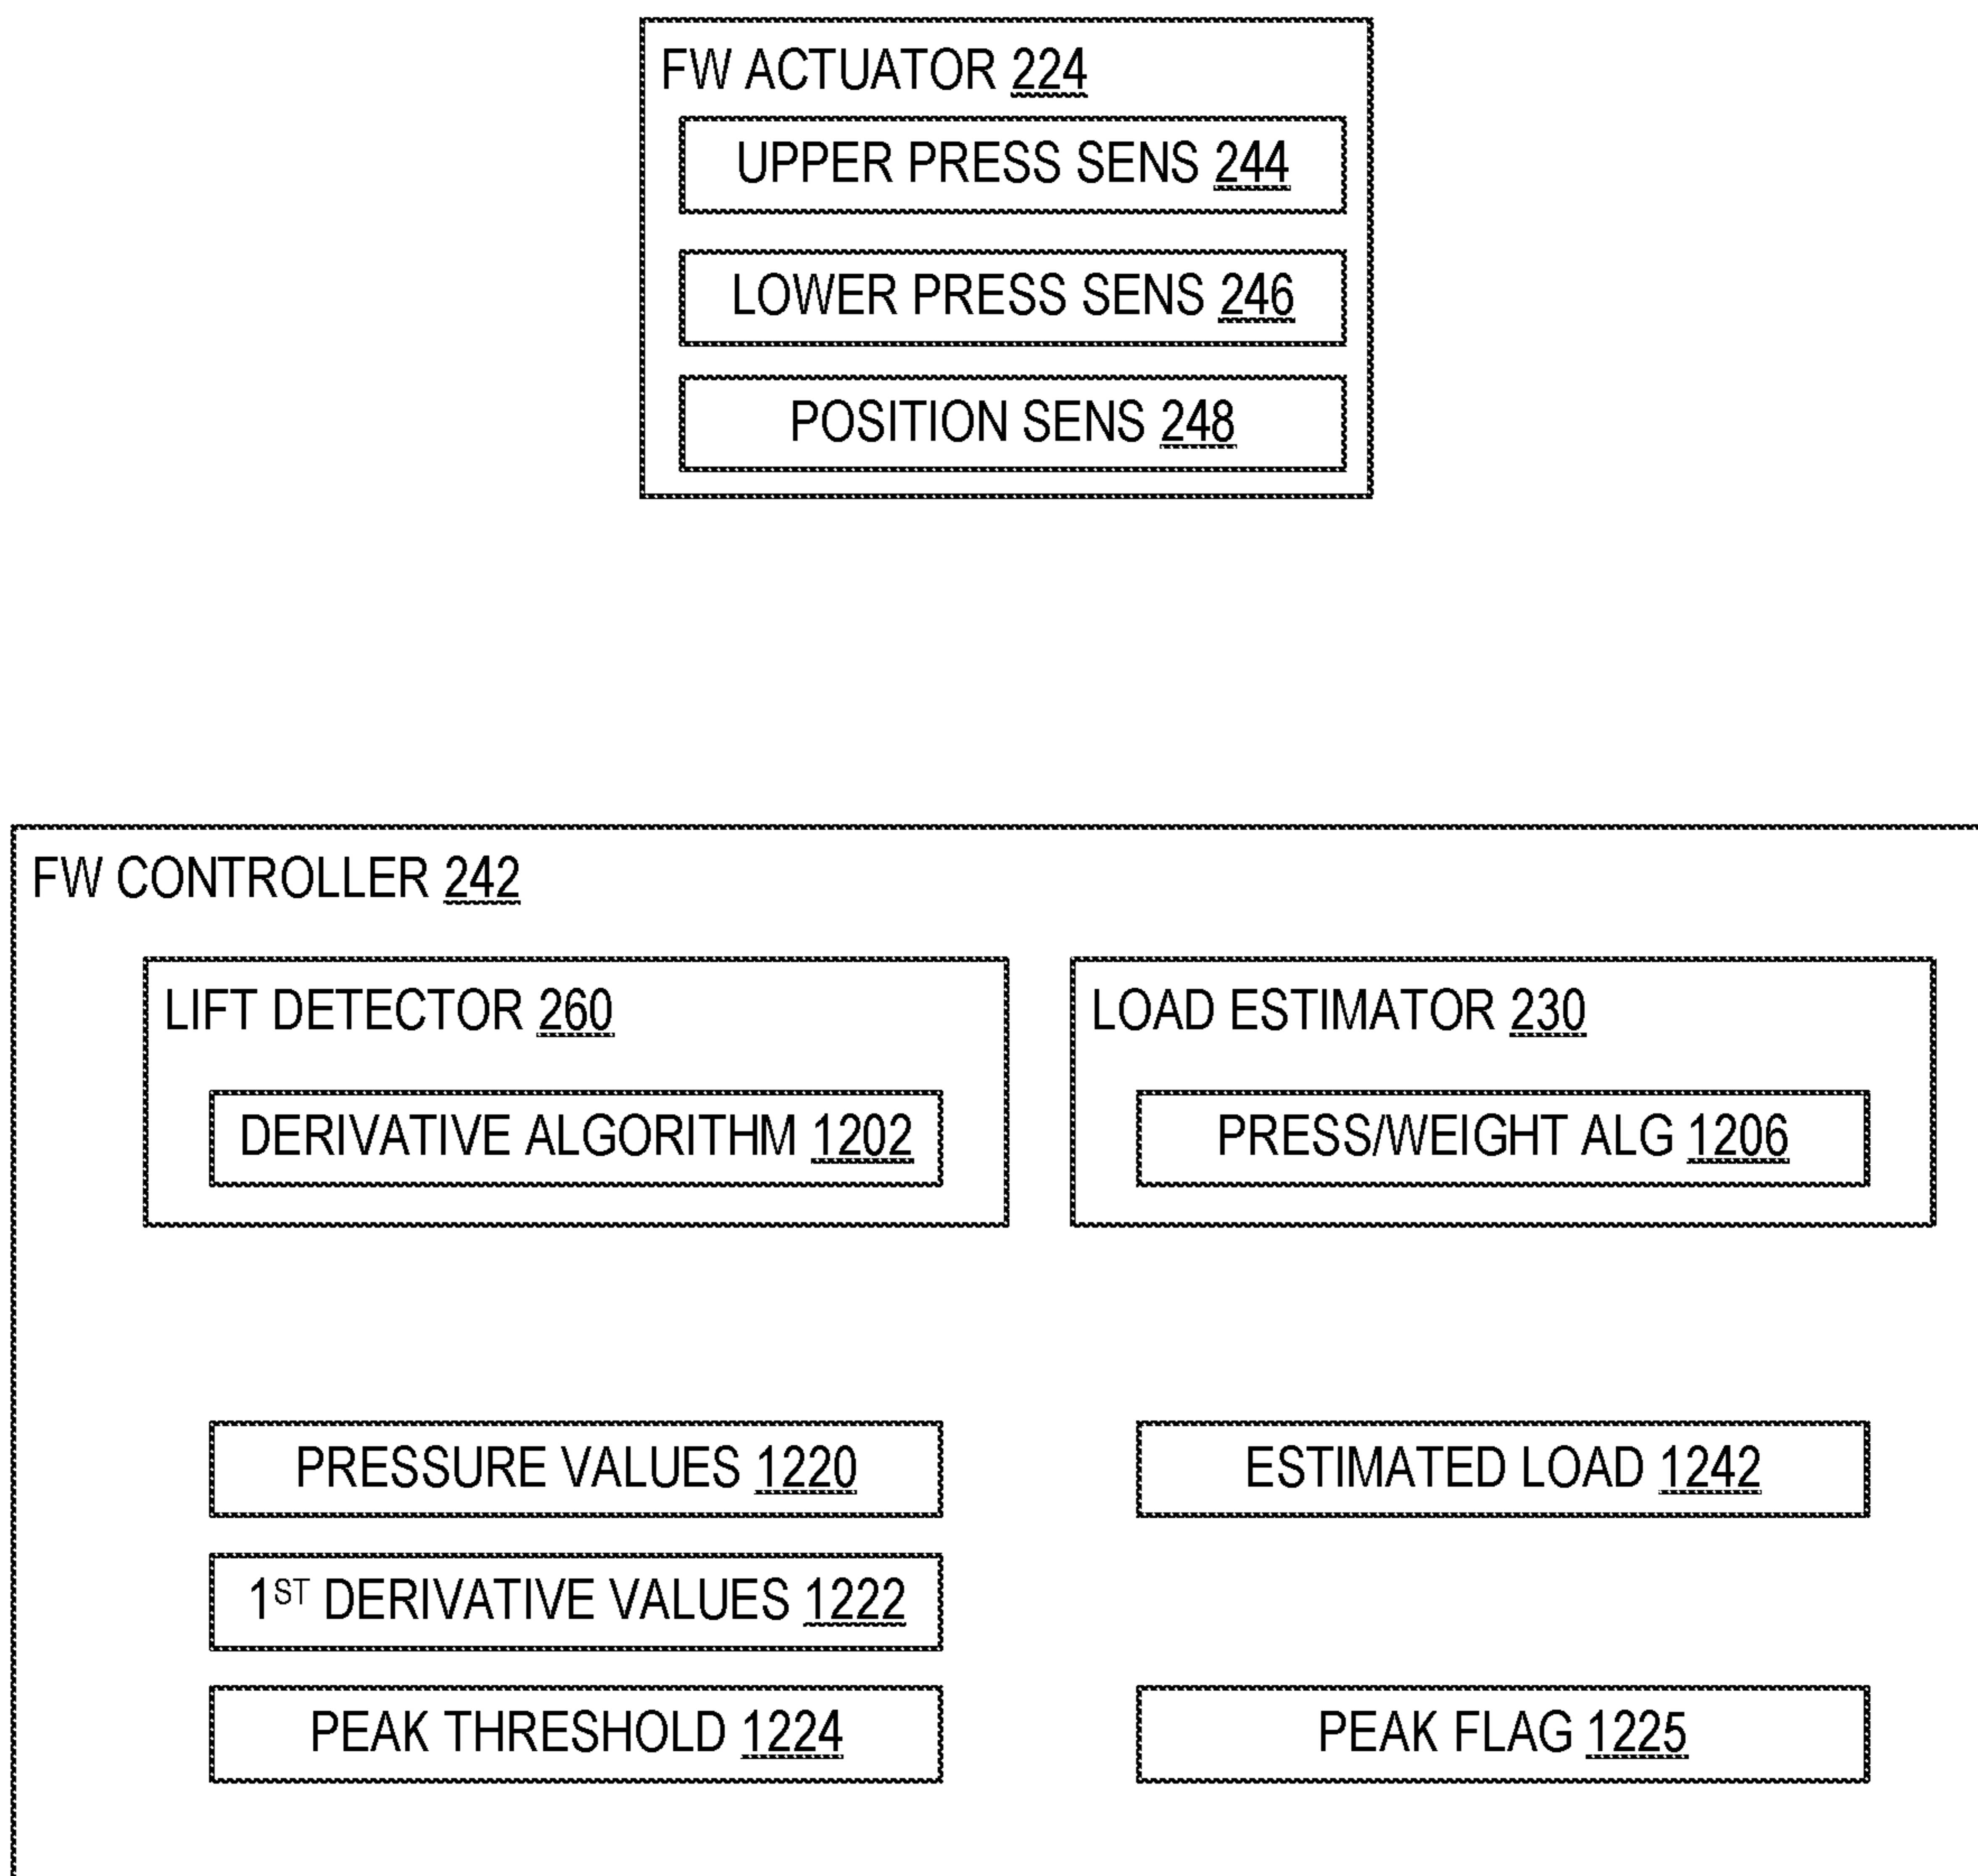 FW ACTUATOR 224
UPPER PRESS SENS 244
LOWER PRESS SENS 246
POSITION SENS 248
FW CONTROLLER 242
LIFT DETECTOR 260
DERIVATIVE ALGORITHM 1202
LOAD ESTIMATOR 230
PRESS/WEIGHT ALG 1206
PRESSURE VALUES 1220
ESTIMATED LOAD 1242
1ST DERIVATIVE VALUES 1222
PEAK THRESHOLD 1224
PEAK FLAG 1225